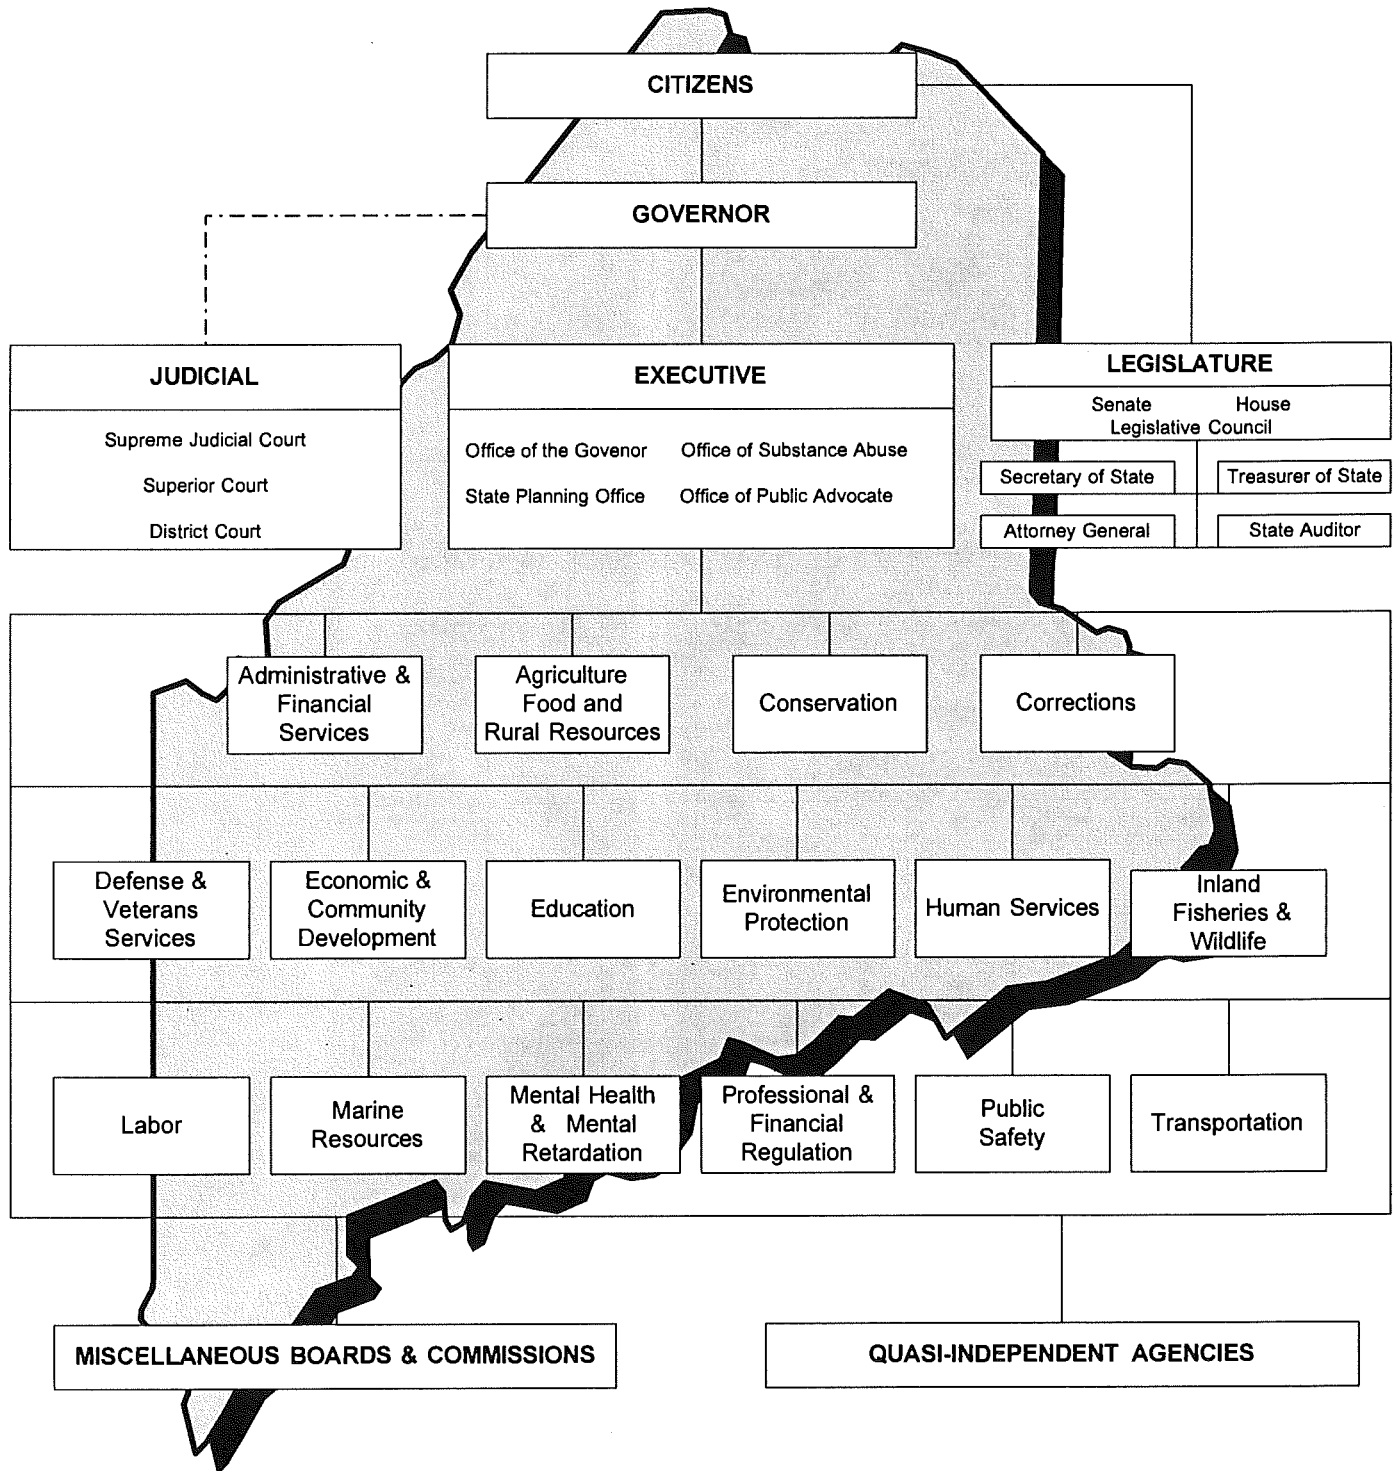 CITIZENS
GOVERNOR
JUDICIAL
Supreme Judicial Court
Superior Court
District Court
EXECUTIVE
Office of the Govenor
Office of Substance Abuse
State Planning Office
Office of Public Advocate
LEGISLATURE
Senate House
Legislative Council
Secretary of State
Treasurer of State
Attorney General
State Auditor
Administrative &
Financial
Services
Agriculture
Food and
Rural Resources
Conservation
Corrections
Defense &
Veterans
Services
Economic &
Community
Development
Education
Environmental
Protection
Human Services
Inland
Fisheries &
Wildlife
Labor
Marine
Resources
Mental Health
& Mental
Retardation
Professional &
Financial
Regulation
Public
Safety
Transportation
MISCELLANEOUS BOARDS & COMMISSIONS
QUASI-INDEPENDENT AGENCIES